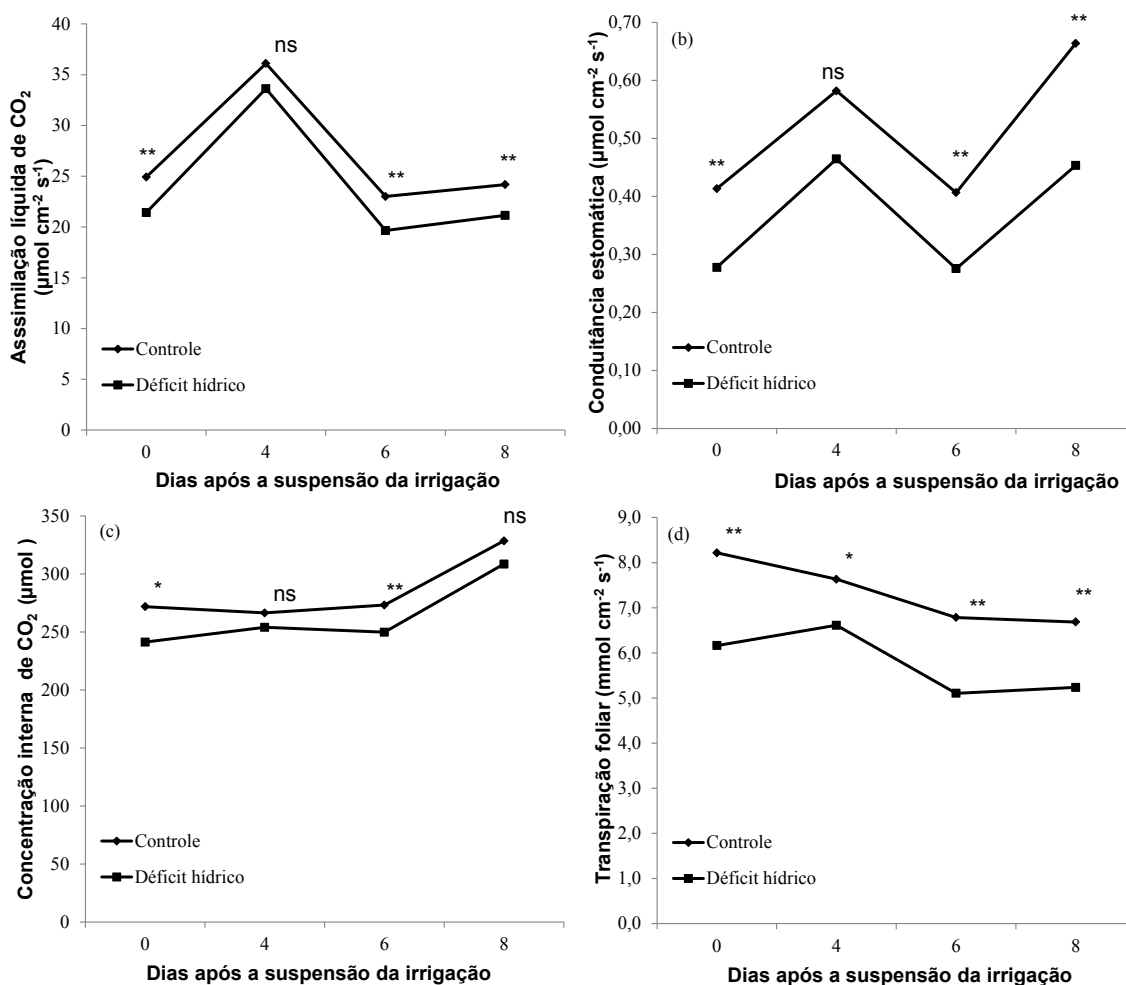 40
35
30
25
20
15
10
5
0
Asssimilação líquida de CO₂
(µmol cm⁻² s⁻¹)
**
ns
**
**
Controle
Déficit hídrico
0 4 6 8
Dias após a suspensão da irrigação
(b)
0,70
0,60
0,50
0,40
0,30
0,20
0,10
0,00
Conduitância estomática (µmol cm⁻² s⁻¹)
**
ns
**
**
Controle
Déficit hídrico
0 4 6 8
Dias após a suspensão da irrigação
(c)
350
300
250
200
150
100
50
0
Concentração interna de CO₂ (µmol )
*
ns
**
ns
Controle
Déficit hídrico
0 4 6 8
Dias após a suspensão da irrigação
(d)
9,0
8,0
7,0
6,0
5,0
4,0
3,0
2,0
1,0
0,0
Transpiração foliar (mmol cm⁻² s⁻¹)
**
*
**
**
Controle
Déficit hídrico
0 4 6 8
Dias após a suspensão da irrigação